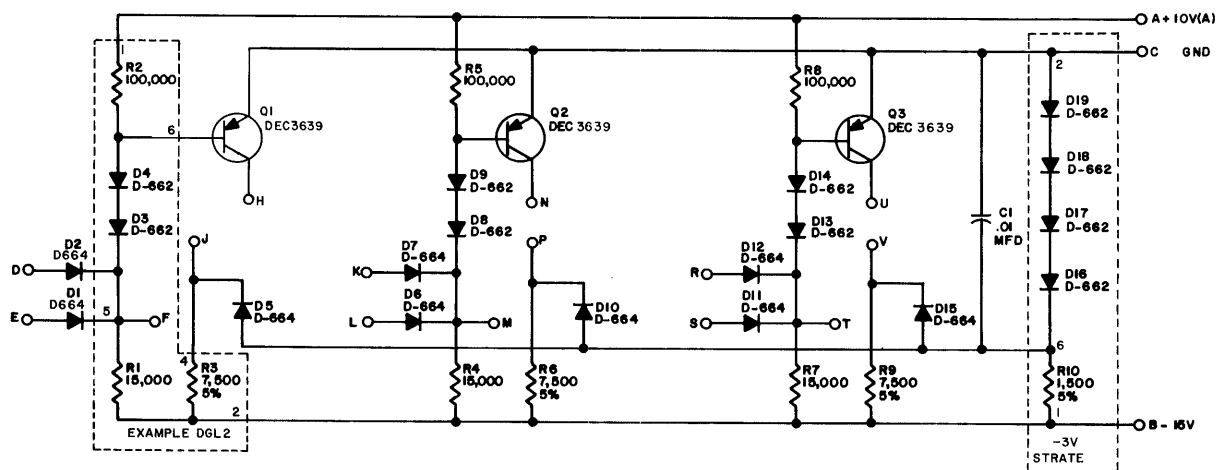 A +10V(A)
C GND
1
R2
100,000
R5
100,000
R8
100,000
2
Q1
DEC3639
Q2
DEC 3639
Q3
DEC 3639
D19
D-662
6
D18
D-662
D4
D-662
D9
D-662
D14
D-662
H
N
U
C1
.01
MFD
D17
D-662
D3
D-662
D8
D-662
D13
D-662
J
P
V
D2
D664
D
D7
D-664
K
D12
D-664
R
D16
D-662
D1
D664
E
5
F
D5
D-664
D6
D-664
L
M
D10
D-664
D11
D-664
S
T
D15
D-664
6
4
R1
15,000
R3
7,500
5%
R4
15,000
R6
7,500
5%
R7
15,000
R9
7,500
5%
R10
1,500
5%
2
1
B - 15V
EXAMPLE DGL2
-3V
STRATE